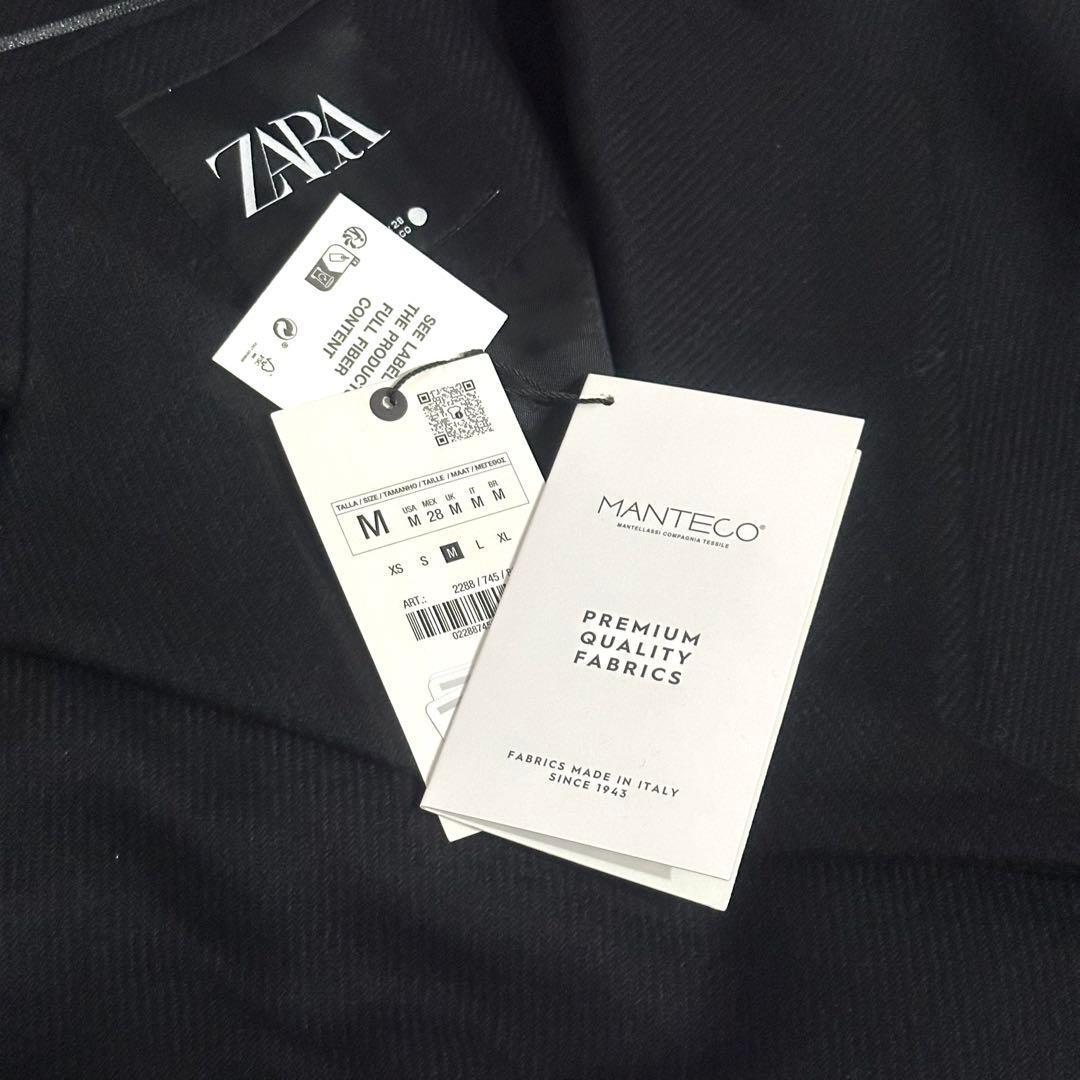 ZARA
28
CO
SEE LABEL
THE PRODUCT
FULL FIBER
CONTENT
TALLA / SIZE / TAMANHO / TAILLE / MAAT / ΜΕΓΕΘΟΣ
M
USA MEX UK IT BR
M 28 M M M
XS S M L XL
ART.: 2288 / 745 /
02288745
MANTECO®
MANTELLASSI COMPAGNIA TESSILE
PREMIUM
QUALITY
FABRICS
FABRICS MADE IN ITALY
SINCE 1943